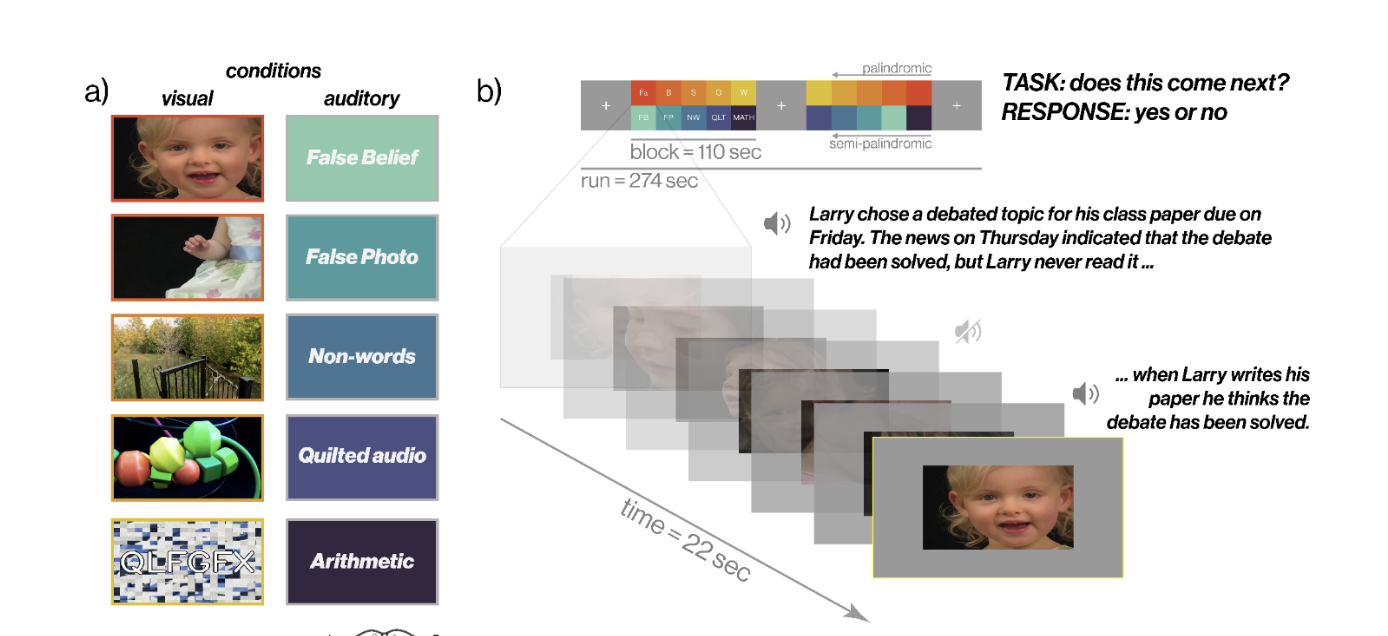 a)
conditions
visual
auditory
False Belief
False Photo
Non-words
Quilted audio
QLFGFX
Arithmetic
b)
palindromic
+ Fa B S O W + +
FB FP NW QLT MATH
semi-palindromic
block = 110 sec
run = 274 sec
TASK: does this come next?
RESPONSE: yes or no
Larry chose a debated topic for his class paper due on
Friday. The news on Thursday indicated that the debate
had been solved, but Larry never read it ...
... when Larry writes his
paper he thinks the
debate has been solved.
time = 22 sec